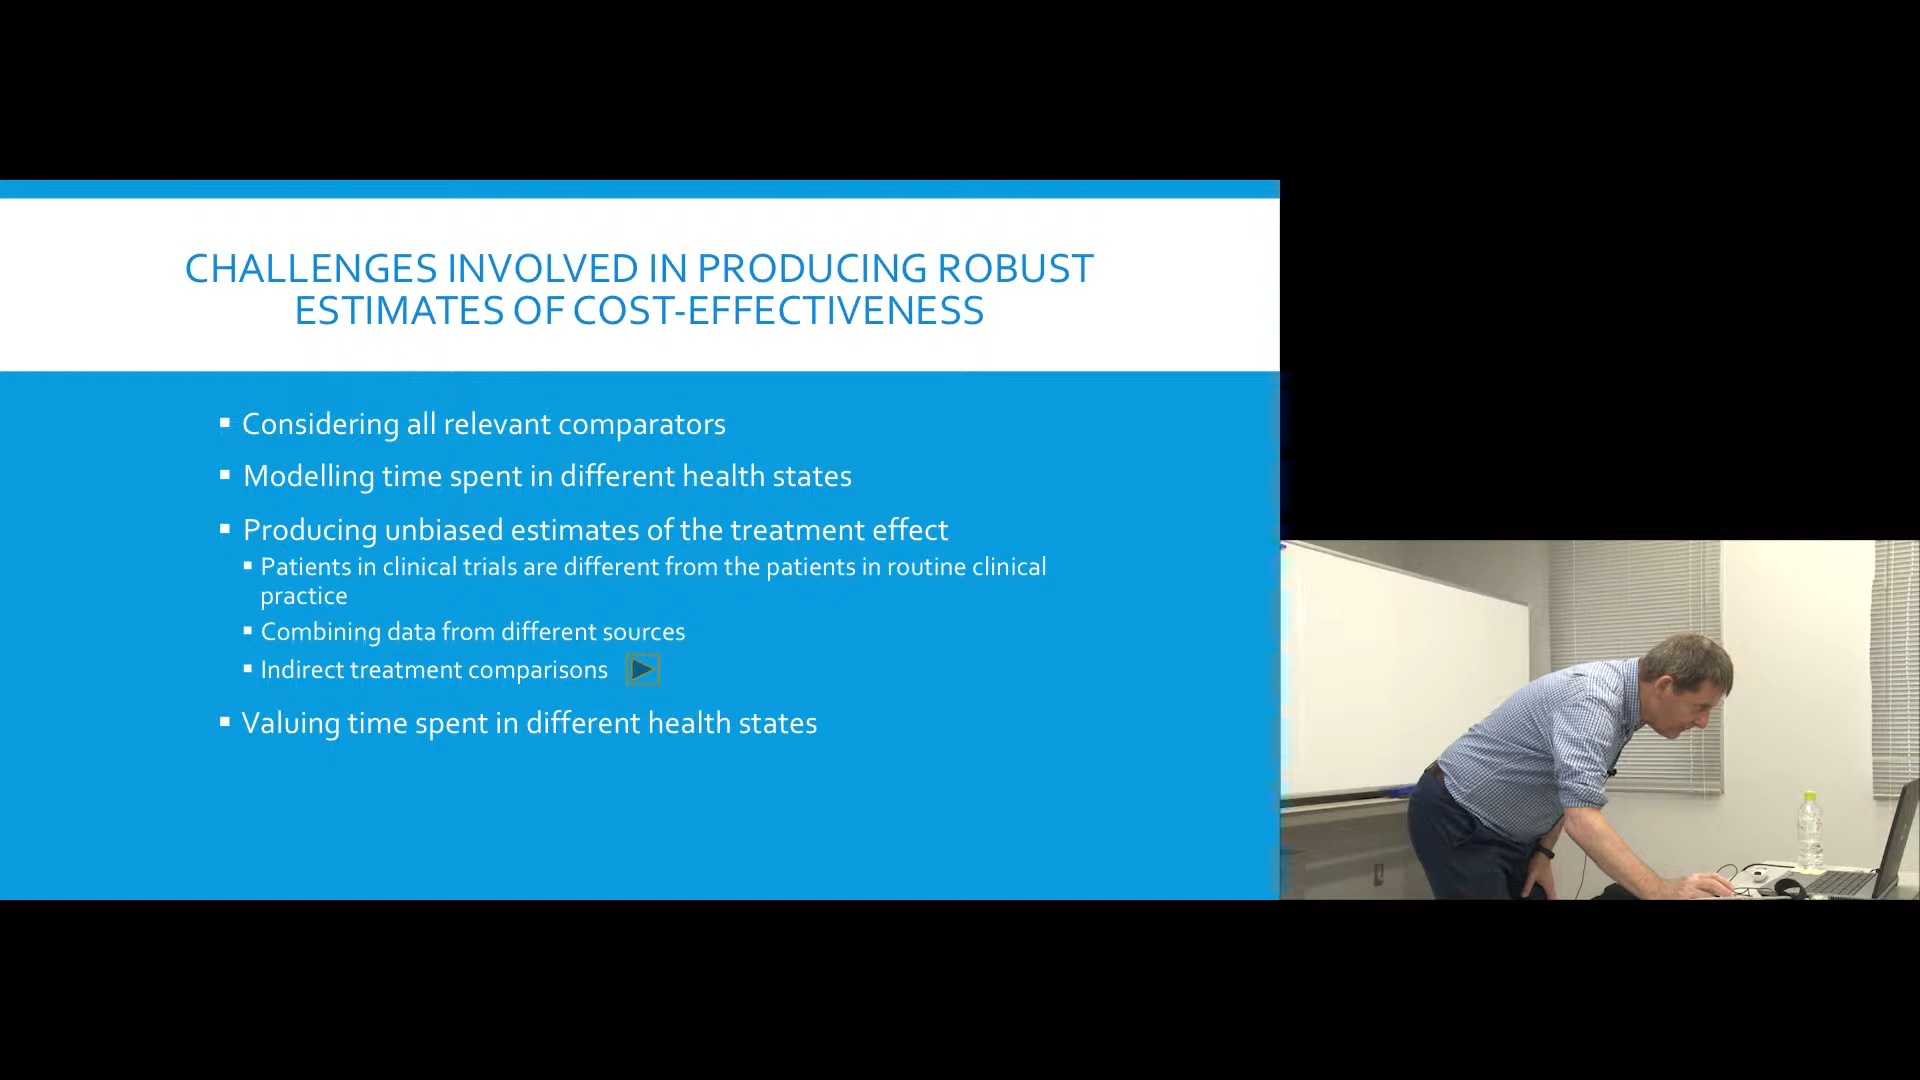 CHALLENGES INVOLVED IN PRODUCING ROBUST
ESTIMATES OF COST-EFFECTIVENESS
Considering all relevant comparators
Modelling time spent in different health states
Producing unbiased estimates of the treatment effect
Patients in clinical trials are different from the patients in routine clinical
practice
Combining data from different sources
Indirect treatment comparisons
Valuing time spent in different health states